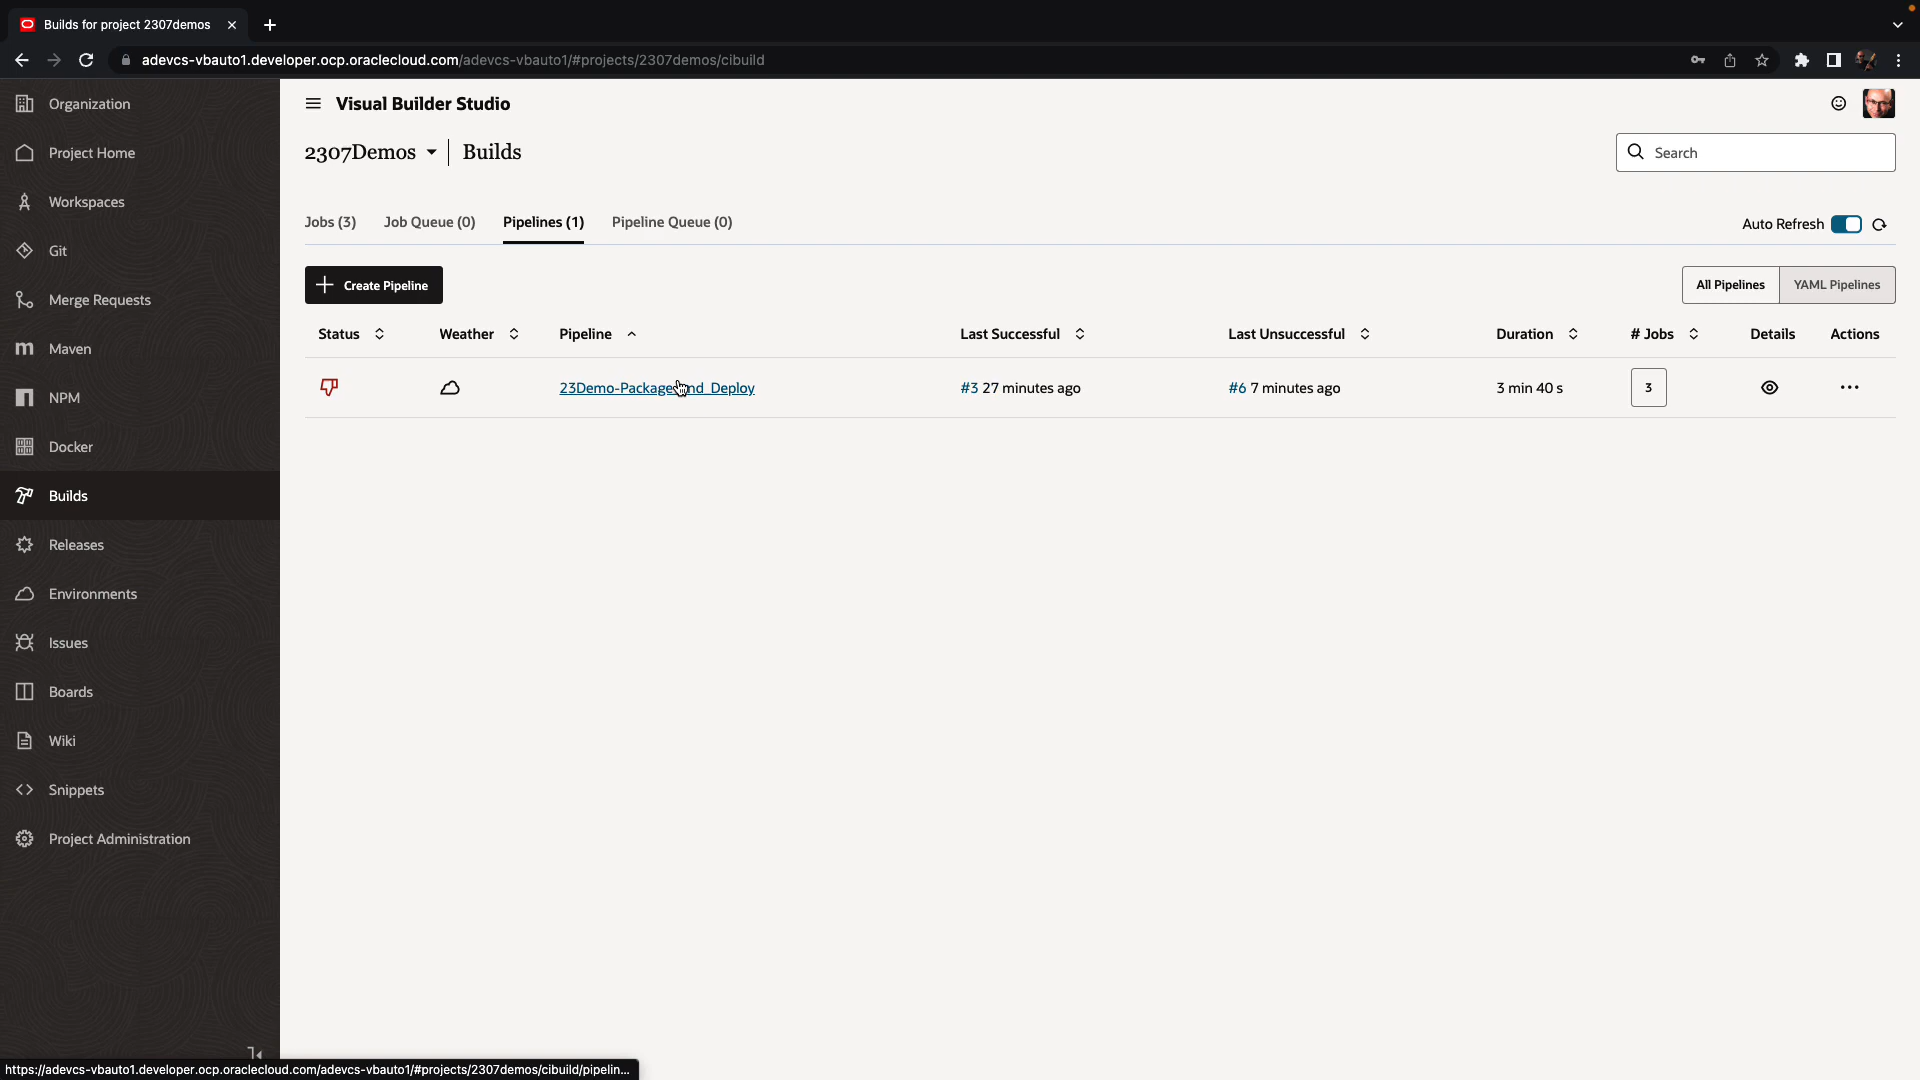 Builds for project 2307demos
adevcs-vbauto1.developer.ocp.oraclecloud.com/adevcs-vbauto1/#projects/2307demos/cibuild
Organization
Project Home
Workspaces
Git
Merge Requests
Maven
NPM
Docker
Builds
Releases
Environments
Issues
Boards
Wiki
Snippets
Project Administration
Visual Builder Studio
2307Demos
Builds
Search
Jobs (3)
Job Queue (0)
Pipelines (1)
Pipeline Queue (0)
Auto Refresh
Create Pipeline
All Pipelines
YAML Pipelines
Status
Weather
Pipeline
Last Successful
Last Unsuccessful
Duration
# Jobs
Details
Actions
23Demo-Package nd_Deploy
#3 27 minutes ago
#6 7 minutes ago
3 min 40 s
3
https://adevcs-vbauto1.developer.ocp.oraclecloud.com/adevcs-vbauto1/#projects/2307demos/cibuild/pipelin...